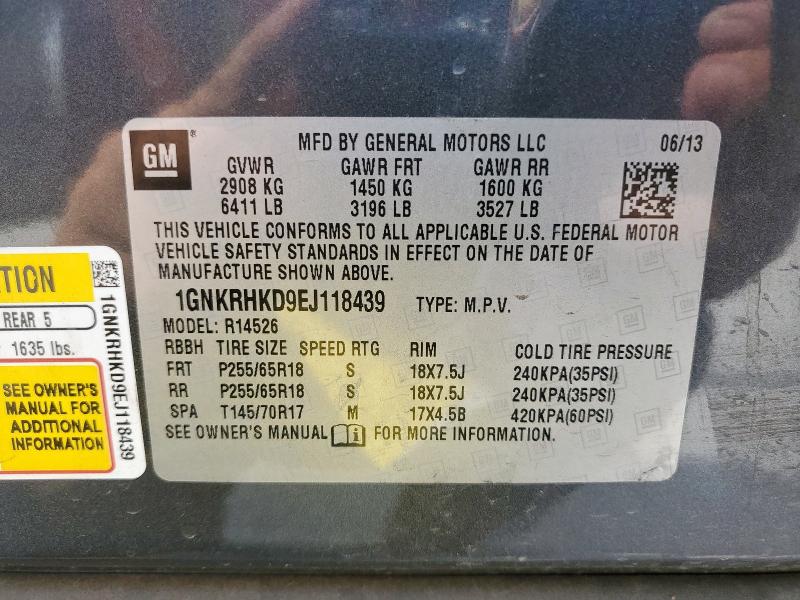 GM
®
MFD BY GENERAL MOTORS LLC
06/13
GVWR GAWR FRT GAWR RR
2908 KG 1450 KG 1600 KG
6411 LB 3196 LB 3527 LB
THIS VEHICLE CONFORMS TO ALL APPLICABLE U.S. FEDERAL MOTOR
VEHICLE SAFETY STANDARDS IN EFFECT ON THE DATE OF
MANUFACTURE SHOWN ABOVE.
1GNKRHKD9EJ118439 TYPE: M.P.V.
MODEL: R14526
RBBH TIRE SIZE SPEED RTG RIM COLD TIRE PRESSURE
FRT P255/65R18 S 18X7.5J 240KPA(35PSI)
RR P255/65R18 S 18X7.5J 240KPA(35PSI)
SPA T145/70R17 M 17X4.5B 420KPA(60PSI)
SEE OWNER'S MANUAL i FOR MORE INFORMATION.
TION
REAR 5
1635 lbs.
SEE OWNER'S
MANUAL FOR
ADDITIONAL
INFORMATION
1GNKRHKD9EJ118439